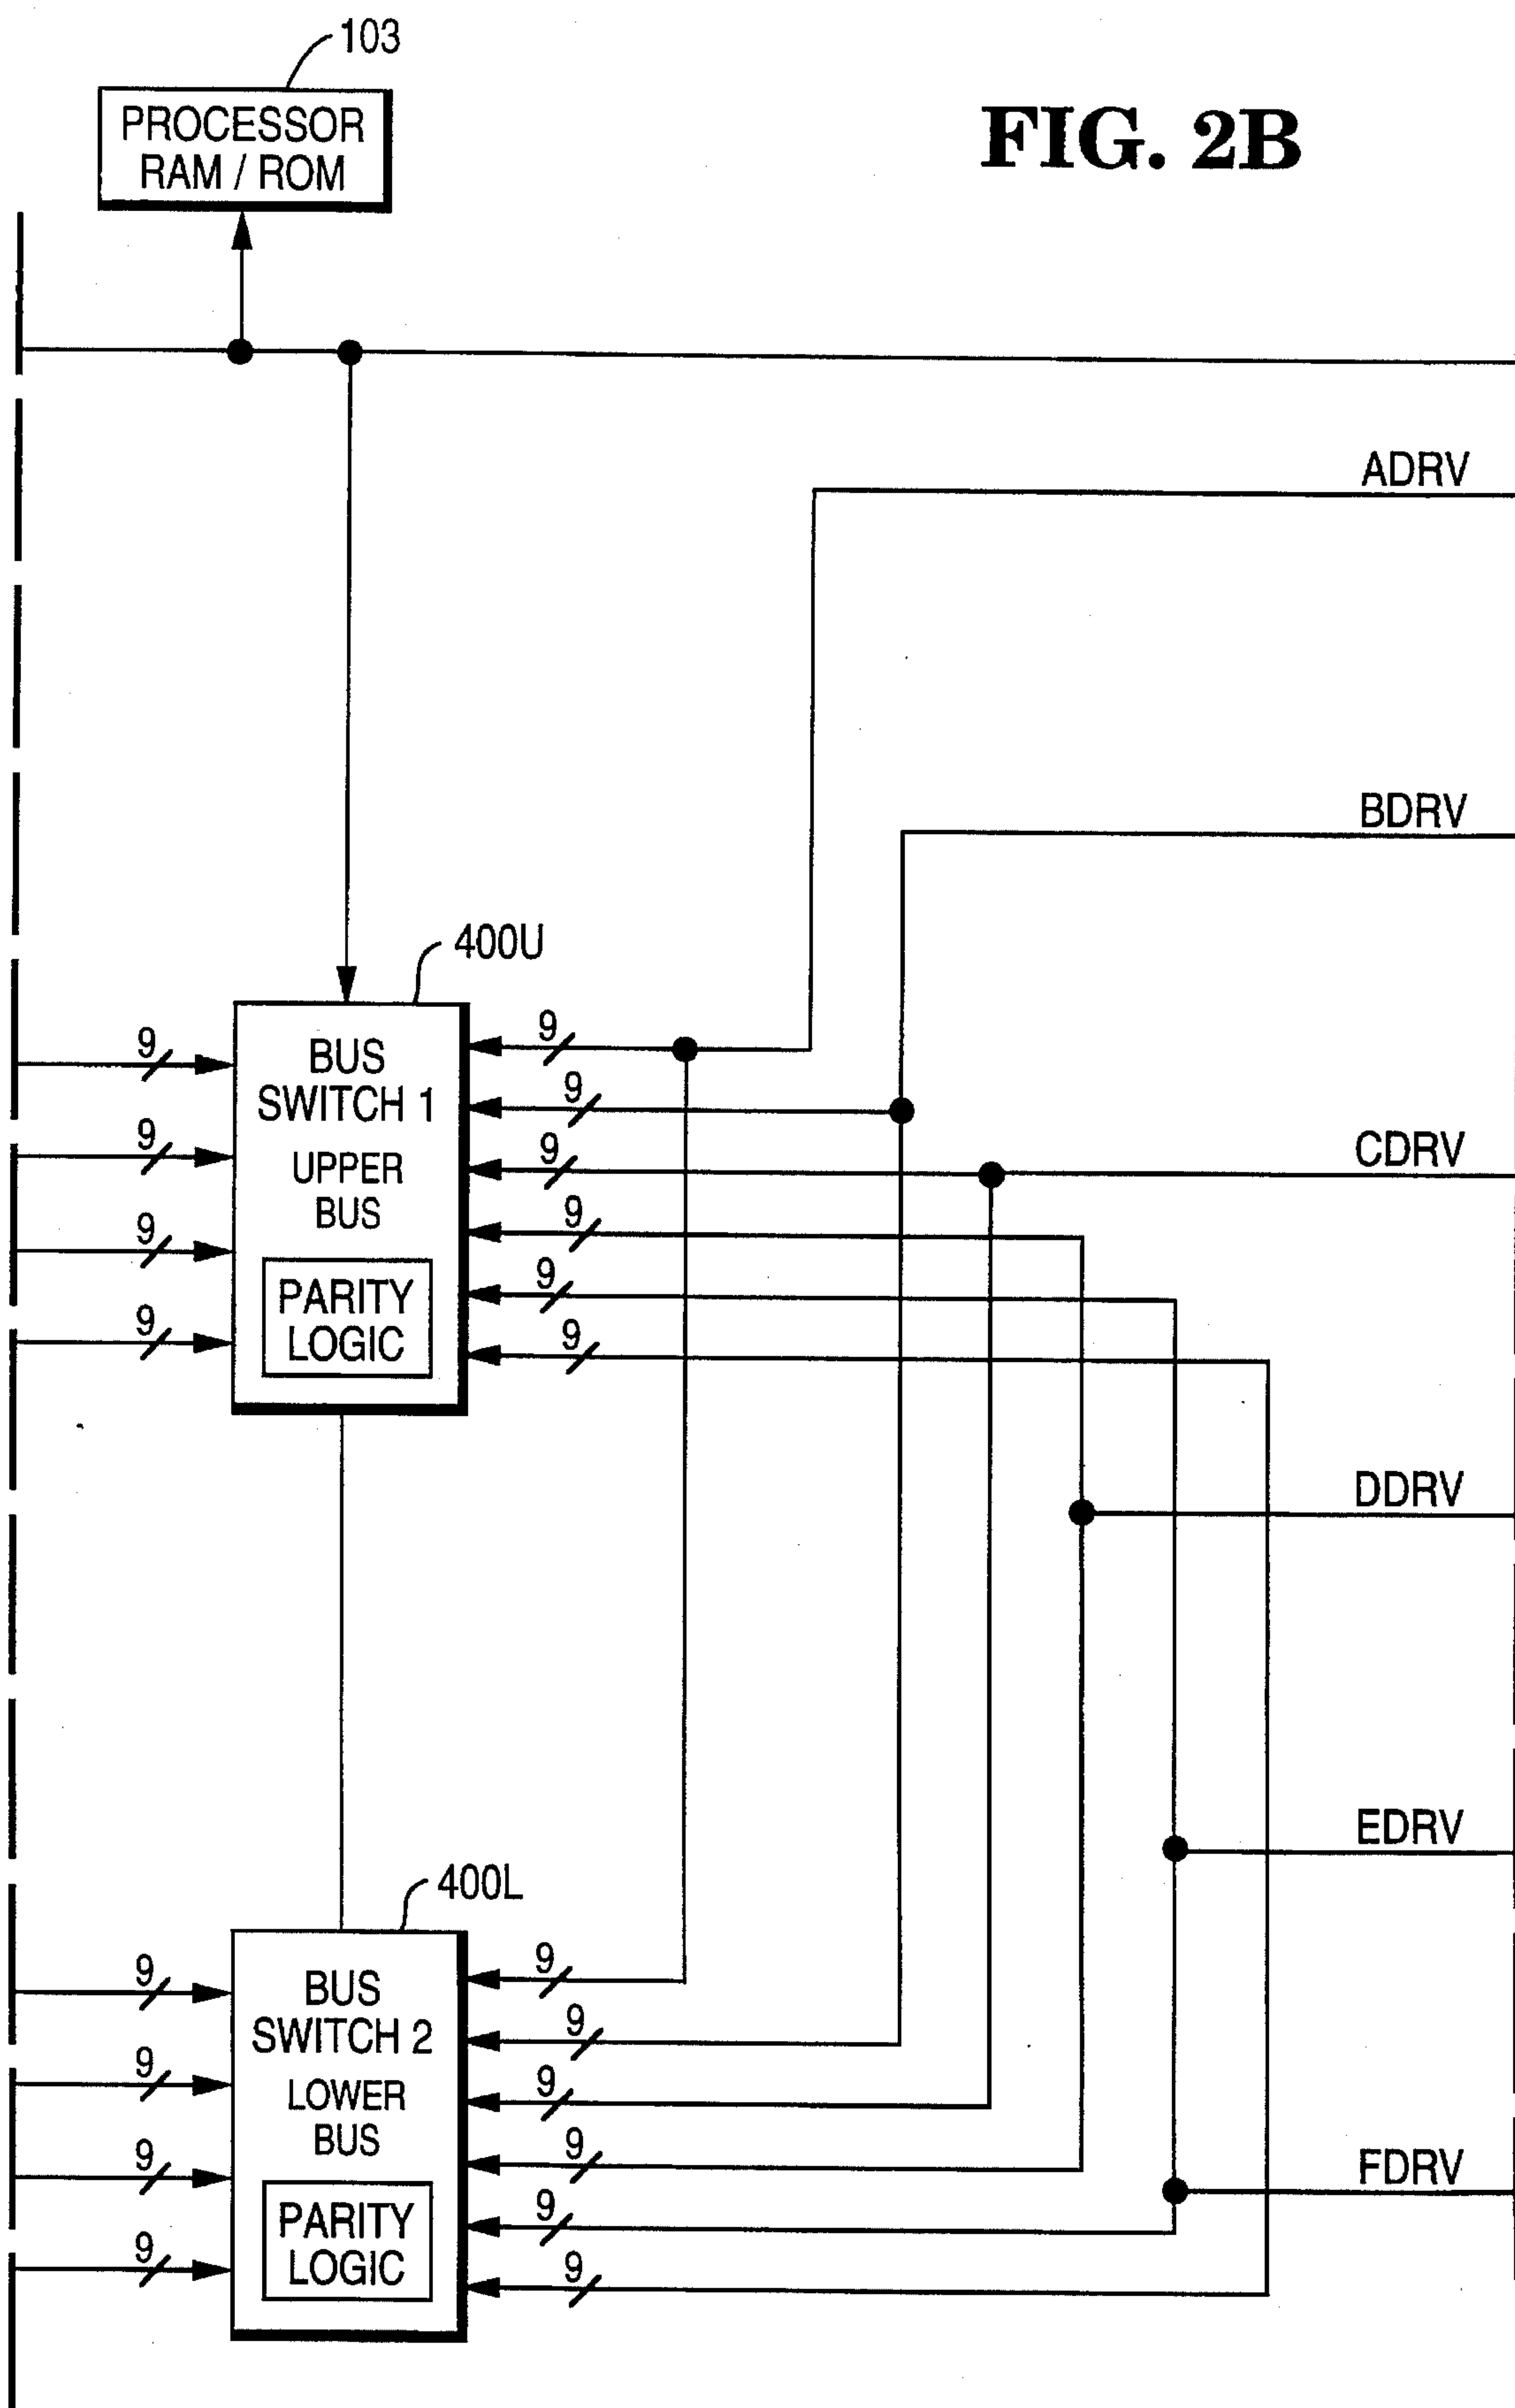 103
PROCESSOR
RAM / ROM
FIG. 2B
ADRV
BDRV
400U
BUS
SWITCH 1
UPPER
BUS
PARITY
LOGIC
9
9
9
9
9
9
9
9
9
9
CDRV
DDRV
EDRV
400L
BUS
SWITCH 2
LOWER
BUS
PARITY
LOGIC
9
9
9
9
9
9
9
9
9
9
FDRV